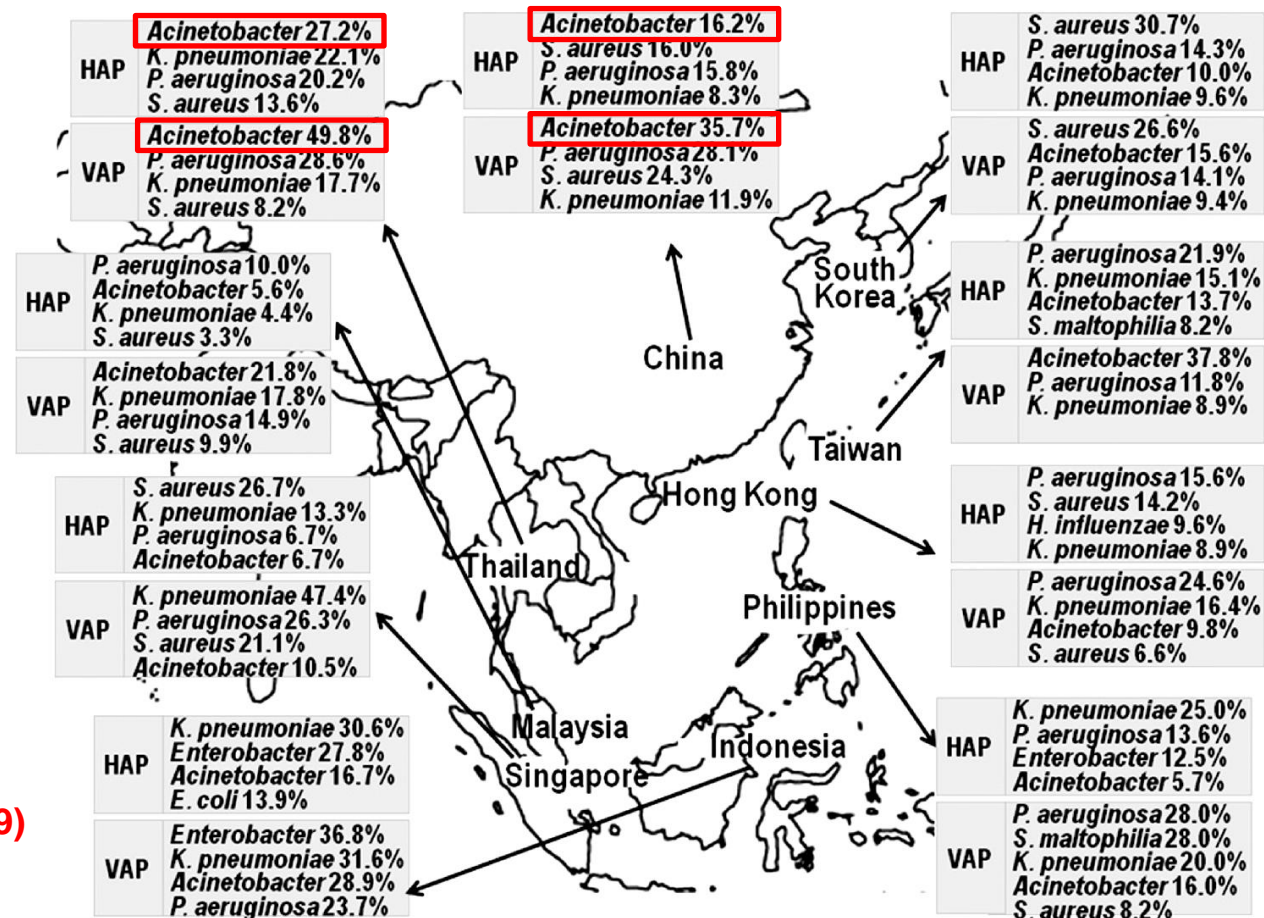 HAP
Acinetobacter 27.2%
K. pneumoniae 22.1%
P. aeruginosa 20.2%
S. aureus 13.6%
VAP
Acinetobacter 49.8%
P. aeruginosa 28.6%
K. pneumoniae 17.7%
S. aureus 8.2%
HAP
Acinetobacter 16.2%
S. aureus 16.0%
P. aeruginosa 15.8%
K. pneumoniae 8.3%
VAP
Acinetobacter 35.7%
P. aeruginosa 28.1%
S. aureus 24.3%
K. pneumoniae 11.9%
HAP
S. aureus 30.7%
P. aeruginosa 14.3%
Acinetobacter 10.0%
K. pneumoniae 9.6%
VAP
S. aureus 26.6%
Acinetobacter 15.6%
P. aeruginosa 14.1%
K. pneumoniae 9.4%
HAP
P. aeruginosa 10.0%
Acinetobacter 5.6%
K. pneumoniae 4.4%
S. aureus 3.3%
VAP
Acinetobacter 21.8%
K. pneumoniae 17.8%
P. aeruginosa 14.9%
S. aureus 9.9%
South
Korea
China
Taiwan
Hong Kong
Thailand
Philippines
Malaysia
Singapore
Indonesia
HAP
P. aeruginosa 21.9%
K. pneumoniae 15.1%
Acinetobacter 13.7%
S. maltophilia 8.2%
VAP
Acinetobacter 37.8%
P. aeruginosa 11.8%
K. pneumoniae 8.9%
HAP
S. aureus 26.7%
K. pneumoniae 13.3%
P. aeruginosa 6.7%
Acinetobacter 6.7%
VAP
K. pneumoniae 47.4%
P. aeruginosa 26.3%
S. aureus 21.1%
Acinetobacter 10.5%
HAP
P. aeruginosa 15.6%
S. aureus 14.2%
H. influenzae 9.6%
K. pneumoniae 8.9%
VAP
P. aeruginosa 24.6%
K. pneumoniae 16.4%
Acinetobacter 9.8%
S. aureus 6.6%
HAP
K. pneumoniae 30.6%
Enterobacter 27.8%
Acinetobacter 16.7%
E. coli 13.9%
9)
VAP
Enterobacter 36.8%
K. pneumoniae 31.6%
Acinetobacter 28.9%
P. aeruginosa 23.7%
HAP
K. pneumoniae 25.0%
P. aeruginosa 13.6%
Enterobacter 12.5%
Acinetobacter 5.7%
VAP
P. aeruginosa 28.0%
S. maltophilia 28.0%
K. pneumoniae 20.0%
Acinetobacter 16.0%
S. aureus 8.2%